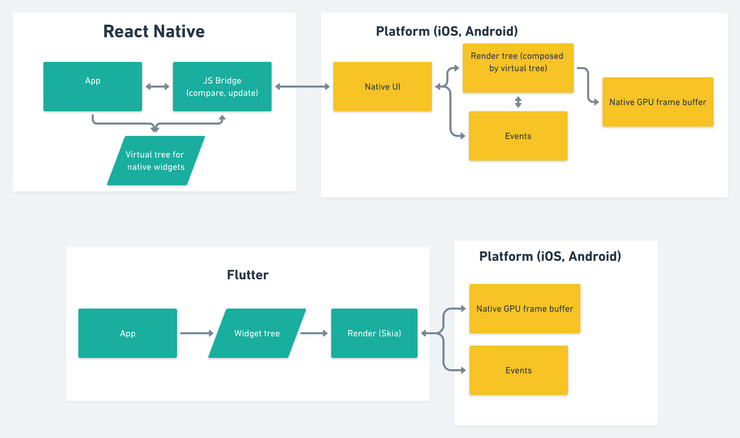 React Native
Platform (iOS, Android)
App
JS Bridge
(compare, update)
Virtual tree for
native widgets
Native UI
Render tree (composed
by virtual tree)
Events
Native GPU frame buffer
Flutter
Platform (iOS, Android)
App
Widget tree
Render (Skia)
Native GPU frame buffer
Events